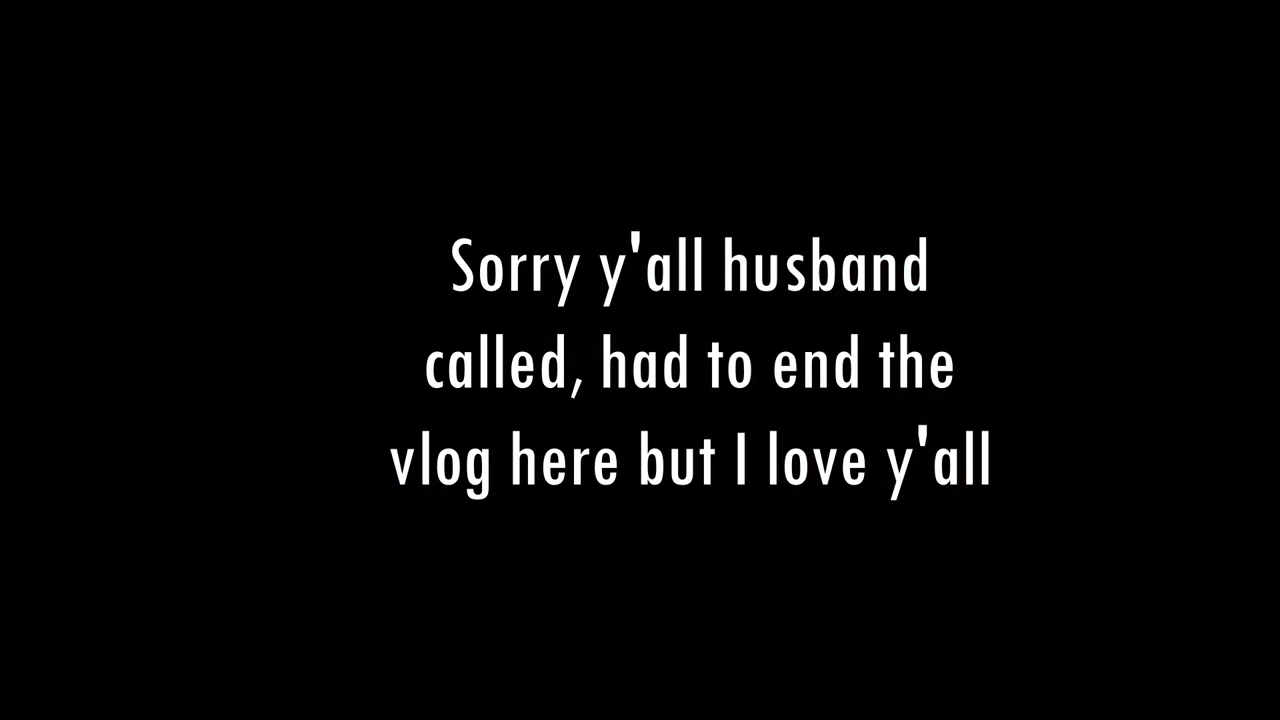 Sorry y'all husband
called, had to end the
vlog here but I love y'all